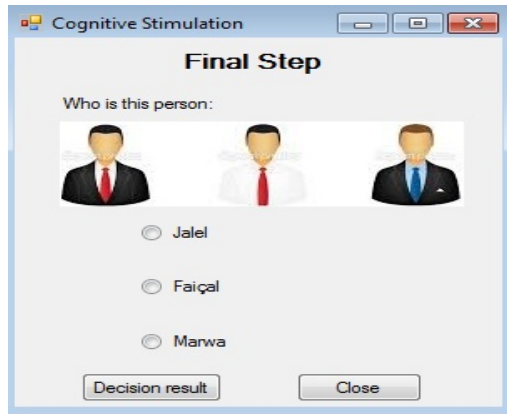 Cognitive Stimulation
Final Step
Who is this person:
Jalel
Faiçal
Marwa
Decision result
Close